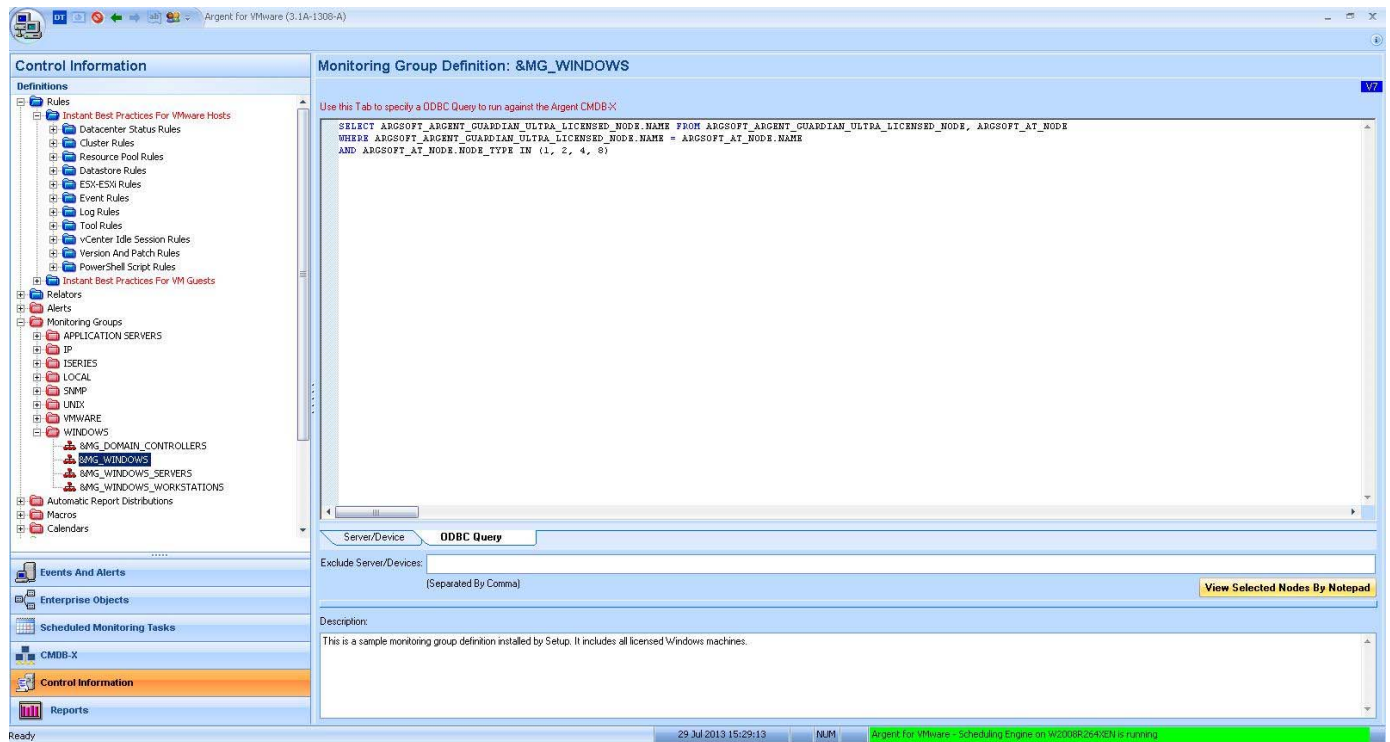 DT
Argent for VMware (3.1A-1308-A)
Control Information
Definitions
Rules
Instant Best Practices For VMware Hosts
Datacenter Status Rules
Cluster Rules
Resource Pool Rules
Datastore Rules
ESX-ESXi Rules
Event Rules
Log Rules
Tool Rules
vCenter Idle Session Rules
Version And Patch Rules
PowerShell Script Rules
Instant Best Practices For VM Guests
Relators
Alerts
Monitoring Groups
APPLICATION SERVERS
IP
ISERIES
LOCAL
SNMP
UNIX
VMWARE
WINDOWS
&MG_DOMAIN_CONTROLLERS
&MG_WINDOWS
&MG_WINDOWS_SERVERS
&MG_WINDOWS_WORKSTATIONS
Automatic Report Distributions
Macros
Calendars
Events And Alerts
Enterprise Objects
Scheduled Monitoring Tasks
CMDB-X
Control Information
Reports
Monitoring Group Definition: &MG_WINDOWS
V7
Use this Tab to specify a ODBC Query to run against the Argent CMDB-X
SELECT ARGSOFT_ARGENT_GUARDIAN_ULTRA_LICENSED_NODE.NAME FROM ARGSOFT_ARGENT_GUARDIAN_ULTRA_LICENSED_NODE, ARGSOFT_AT_NODE
WHERE ARGSOFT_ARGENT_GUARDIAN_ULTRA_LICENSED_NODE.NAME = ARGSOFT_AT_NODE.NAME
AND ARGSOFT_AT_NODE.NODE_TYPE IN (1, 2, 4, 8)
Server/Device ODBC Query
Exclude Server/Devices:
(Separated By Comma)
View Selected Nodes By Notepad
Description:
This is a sample monitoring group definition installed by Setup. It includes all licensed Windows machines.
Ready 29 Jul 2013 15:29:13 NUM Argent for VMware - Scheduling Engine on W2008R264XEN is running